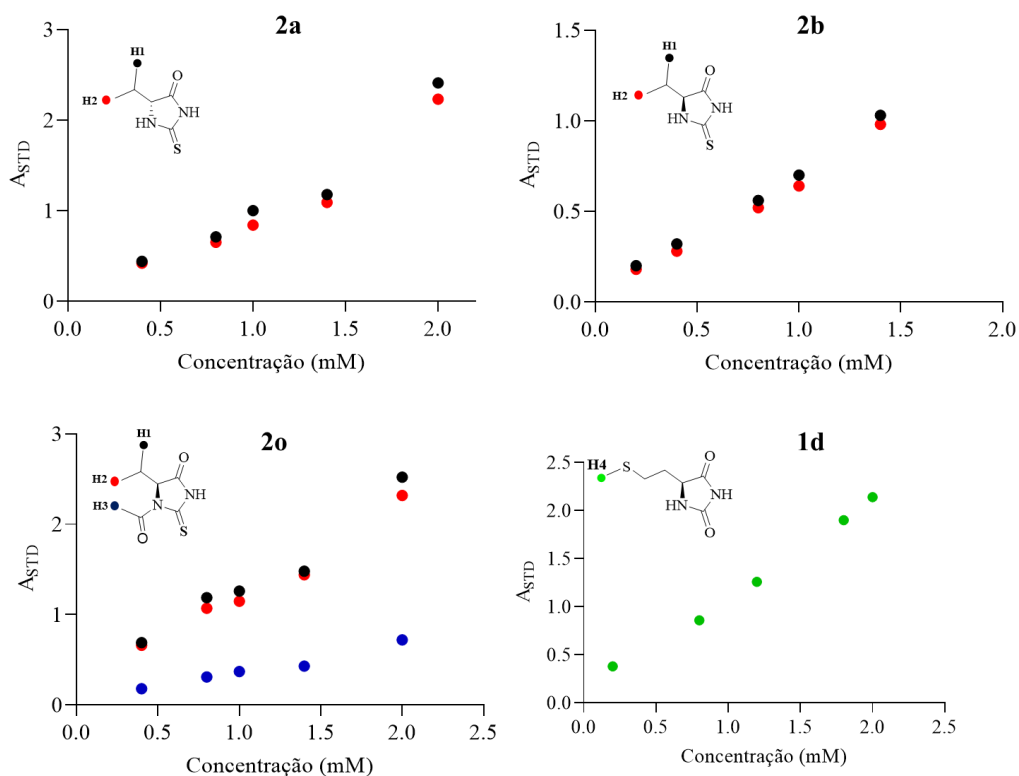 2a
3
2
1
0
A_STD
0.0 0.5 1.0 1.5 2.0
Concentração (mM)
H1
H2
O
NH
HN
S
2b
1.5
1.0
0.5
0.0
A_STD
0.0 0.5 1.0 1.5 2.0
Concentração (mM)
H1
H2
O
NH
HN
S
2o
3
2
1
0
A_STD
0.0 0.5 1.0 1.5 2.0 2.5
Concentração (mM)
H1
H2
H3
O
NH
N
S
O
1d
2.5
2.0
1.5
1.0
0.5
0.0
A_STD
0.0 0.5 1.0 1.5 2.0 2.5
Concentração (mM)
H4
S
O
NH
HN
O